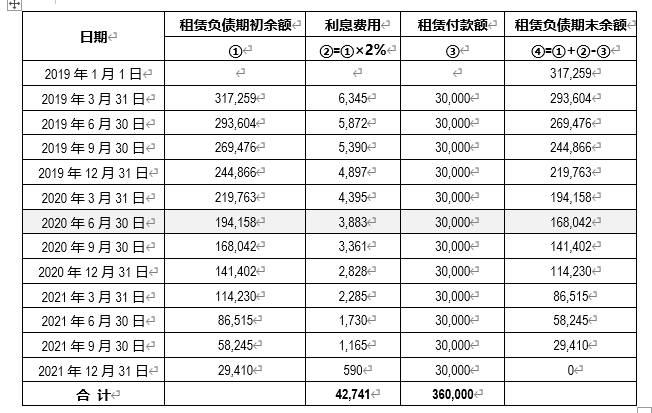 日期 租赁负债期初余额 利息费用 租赁付款额 租赁负债期末余额
① ②=①×2% ③ ④=①+②-③
2019 年 1 月 1 日 317,259
2019 年 3 月 31 日 317,259 6,345 30,000 293,604
2019 年 6 月 30 日 293,604 5,872 30,000 269,476
2019 年 9 月 30 日 269,476 5,390 30,000 244,866
2019 年 12 月 31 日 244,866 4,897 30,000 219,763
2020 年 3 月 31 日 219,763 4,395 30,000 194,158
2020 年 6 月 30 日 194,158 3,883 30,000 168,042
2020 年 9 月 30 日 168,042 3,361 30,000 141,402
2020 年 12 月 31 日 141,402 2,828 30,000 114,230
2021 年 3 月 31 日 114,230 2,285 30,000 86,515
2021 年 6 月 30 日 86,515 1,730 30,000 58,245
2021 年 9 月 30 日 58,245 1,165 30,000 29,410
2021 年 12 月 31 日 29,410 590 30,000 0
合 计 42,741 360,000